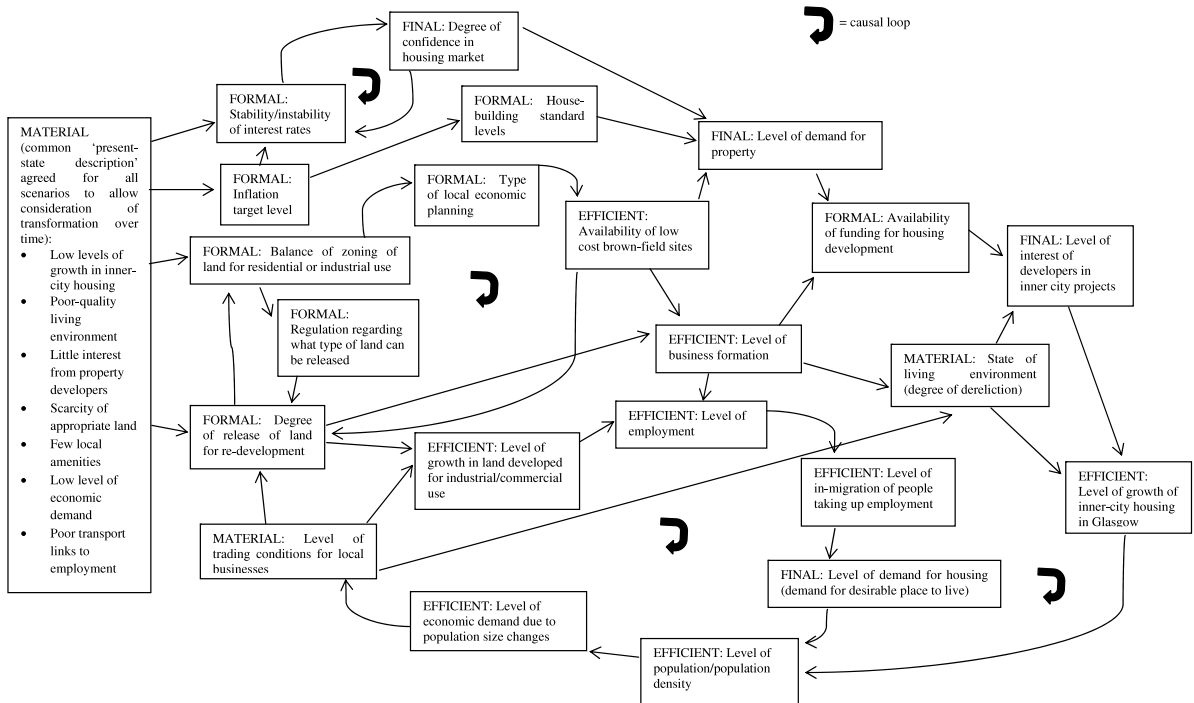 = causal loop
FINAL: Degree of
confidence in
housing market
FORMAL:
Stability/instability
of interest rates
FORMAL: House-
building standard
levels
MATERIAL
(common ‘present-
state description’
agreed for all
scenarios to allow
consideration of
transformation over
time):
• Low levels of
growth in inner-
city housing
• Poor-quality
living
environment
• Little interest
from property
developers
• Scarcity of
appropriate land
• Few local
amenities
• Low level of
economic
demand
• Poor transport
links to
employment
FINAL: Level of demand for
property
FORMAL:
Inflation
target level
FORMAL: Type
of local economic
planning
EFFICIENT:
Availability of low
cost brown-field sites
FORMAL: Availability
of funding for housing
development
FINAL: Level of
interest of
developers in
inner city projects
FORMAL: Balance of zoning of
land for residential or industrial use
FORMAL:
Regulation regarding
what type of land can
be released
EFFICIENT: Level of
business formation
MATERIAL: State of
living environment
(degree of dereliction)
FORMAL: Degree
of release of land
for re-development
EFFICIENT: Level of
employment
EFFICIENT: Level of
growth in land developed
for industrial/commercial
use
EFFICIENT: Level of
in-migration of people
taking up employment
EFFICIENT:
Level of growth of
inner-city housing
in Glasgow
MATERIAL: Level of
trading conditions for local
businesses
FINAL: Level of demand for housing
(demand for desirable place to live)
EFFICIENT: Level of
economic demand due to
population size changes
EFFICIENT: Level of
population/population
density